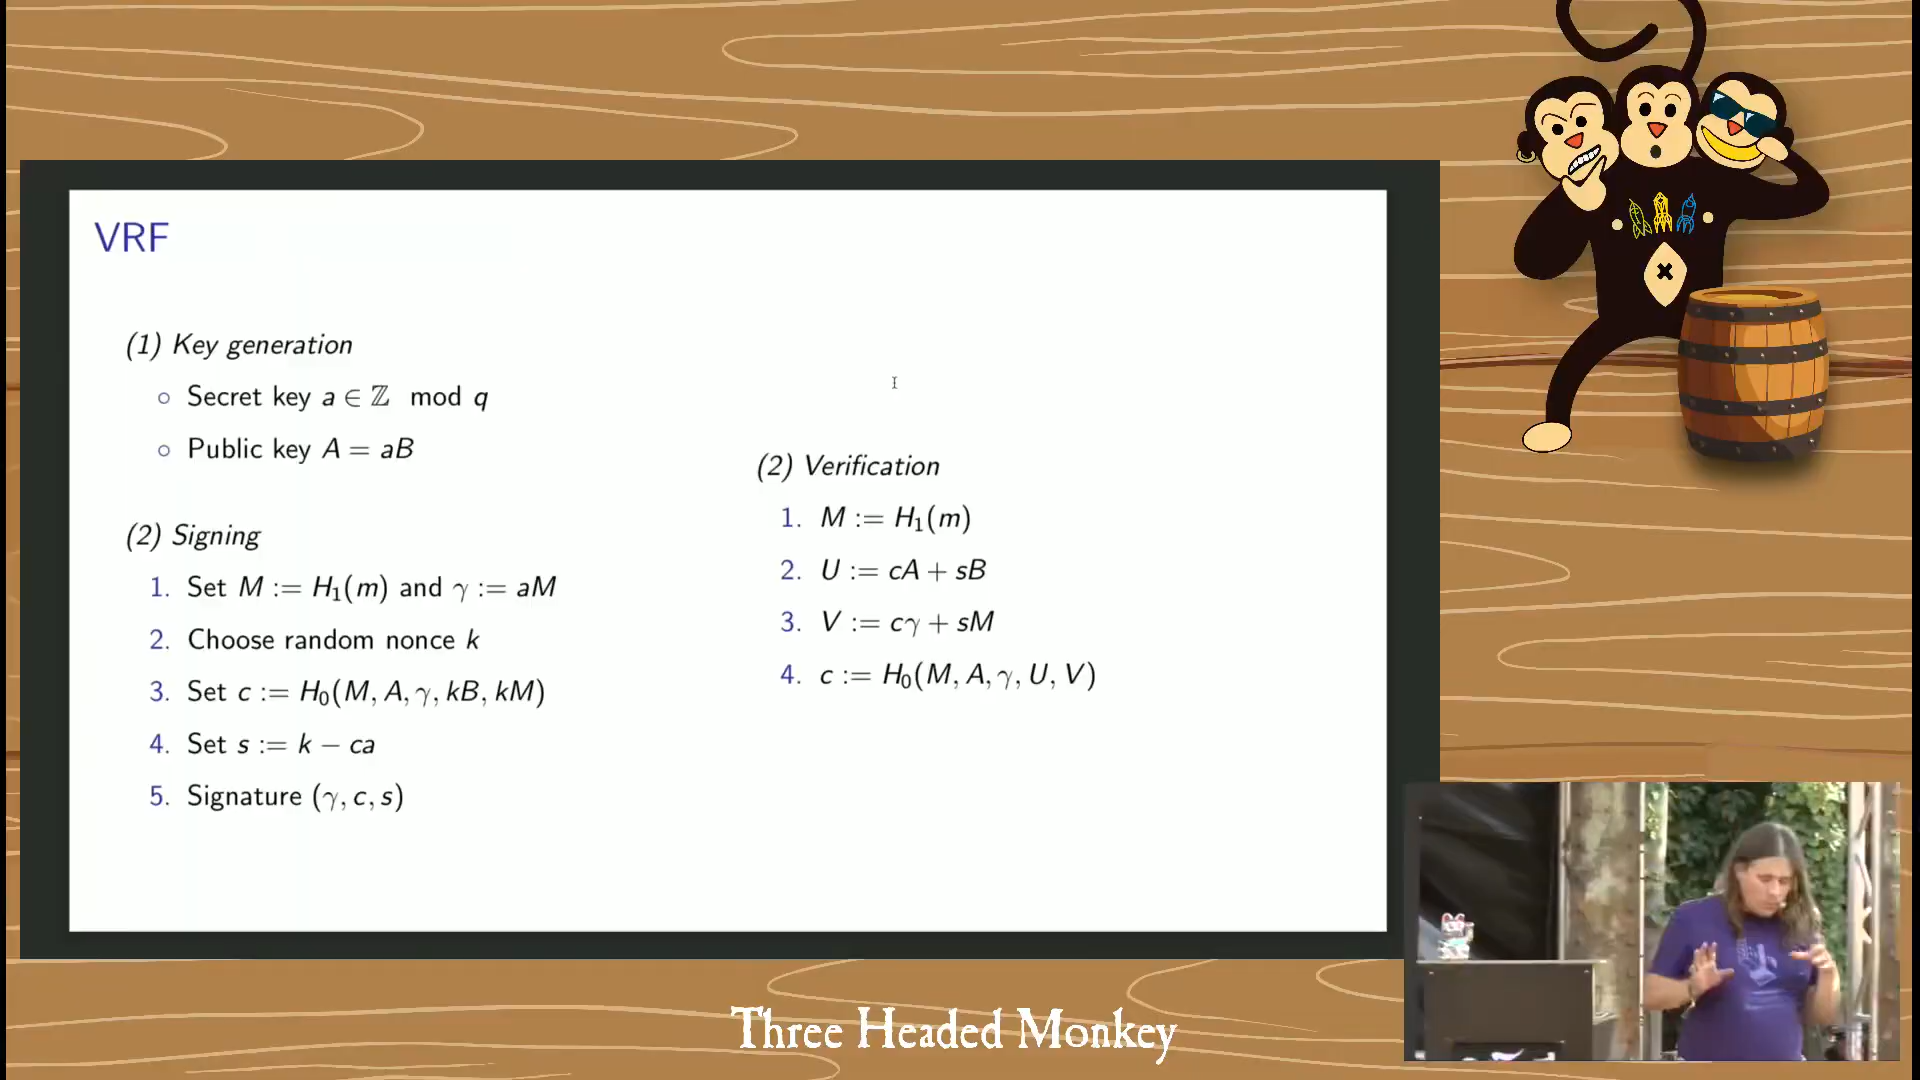 VRF
(1) Key generation
Secret key a ∈ ℤ mod q
Public key A = aB
(2) Signing
1. Set M := H₁(m) and γ := aM
2. Choose random nonce k
3. Set c := H₀(M, A, γ, kB, kM)
4. Set s := k − ca
5. Signature (γ, c, s)
(2) Verification
1. M := H₁(m)
2. U := cA + sB
3. V := cγ + sM
4. c := H₀(M, A, γ, U, V)
Three Headed Monkey